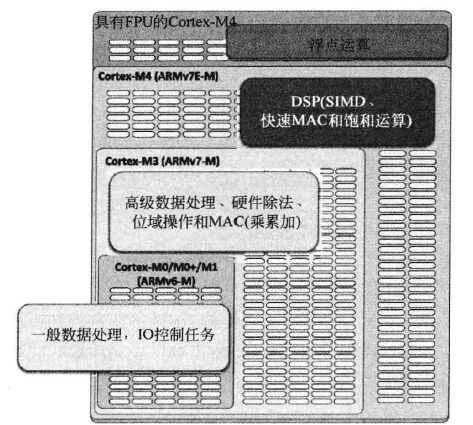 具有FPU的Cortex-M4
浮点运算
Cortex-M4 (ARMv7E-M)
DSP(SIMD、
快速MAC和饱和运算)
Cortex-M3 (ARMv7-M)
高级数据处理、硬件除法、
位域操作和MAC(乘累加)
Cortex-M0/M0+/M1
(ARMv6-M)
一般数据处理，IO控制任务